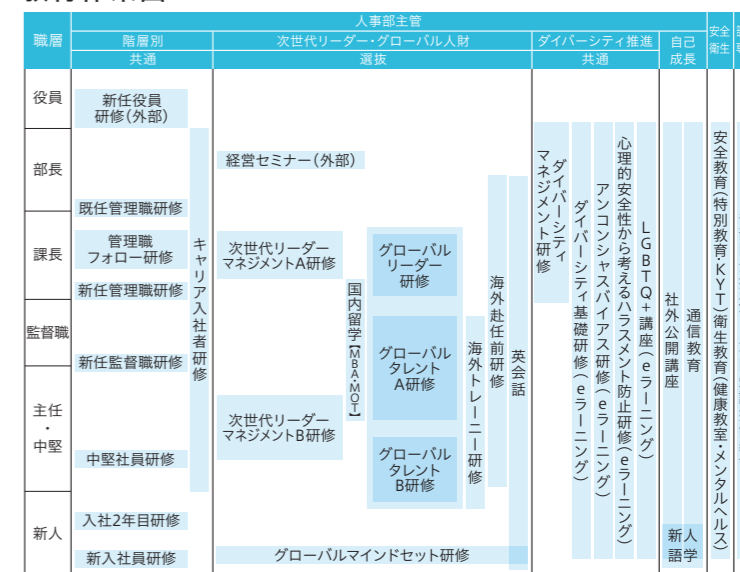 職層
人事部主管
階層別
次世代リーダー・グローバル人財
ダイバーシティ推進
自己
成長
安全
衛生
共通
選抜
共通
役員
部長
課長
監督職
主任
・
中堅
新人
新任役員
研修(外部)
既任管理職研修
管理職
フォロー研修
新任管理職研修
新任監督職研修
中堅社員研修
入社2年目研修
新入社員研修
キャリア入社者研修
経営セミナー(外部)
次世代リーダー
マネジメントA研修
次世代リーダー
マネジメントB研修
国内留学【MBA・MOT】
グローバル
リーダー
研修
グローバル
タレント
A研修
グローバル
タレント
B研修
海外トレーニー研修
海外赴任前研修
英会話
グローバルマインドセット研修
ダイバーシティ
マネジメント研修
ダイバーシティ基礎研修(eラーニング)
アンコンシャスバイアス研修(eラーニング)
心理的安全性から考えるハラスメント防止研修(eラーニング)
LGBTQ+講座(eラーニング)
社外公開講座
通信教育
新人
語学
安全教育(特別教育・KYT)衛生教育(健康教室・メンタルヘルス)